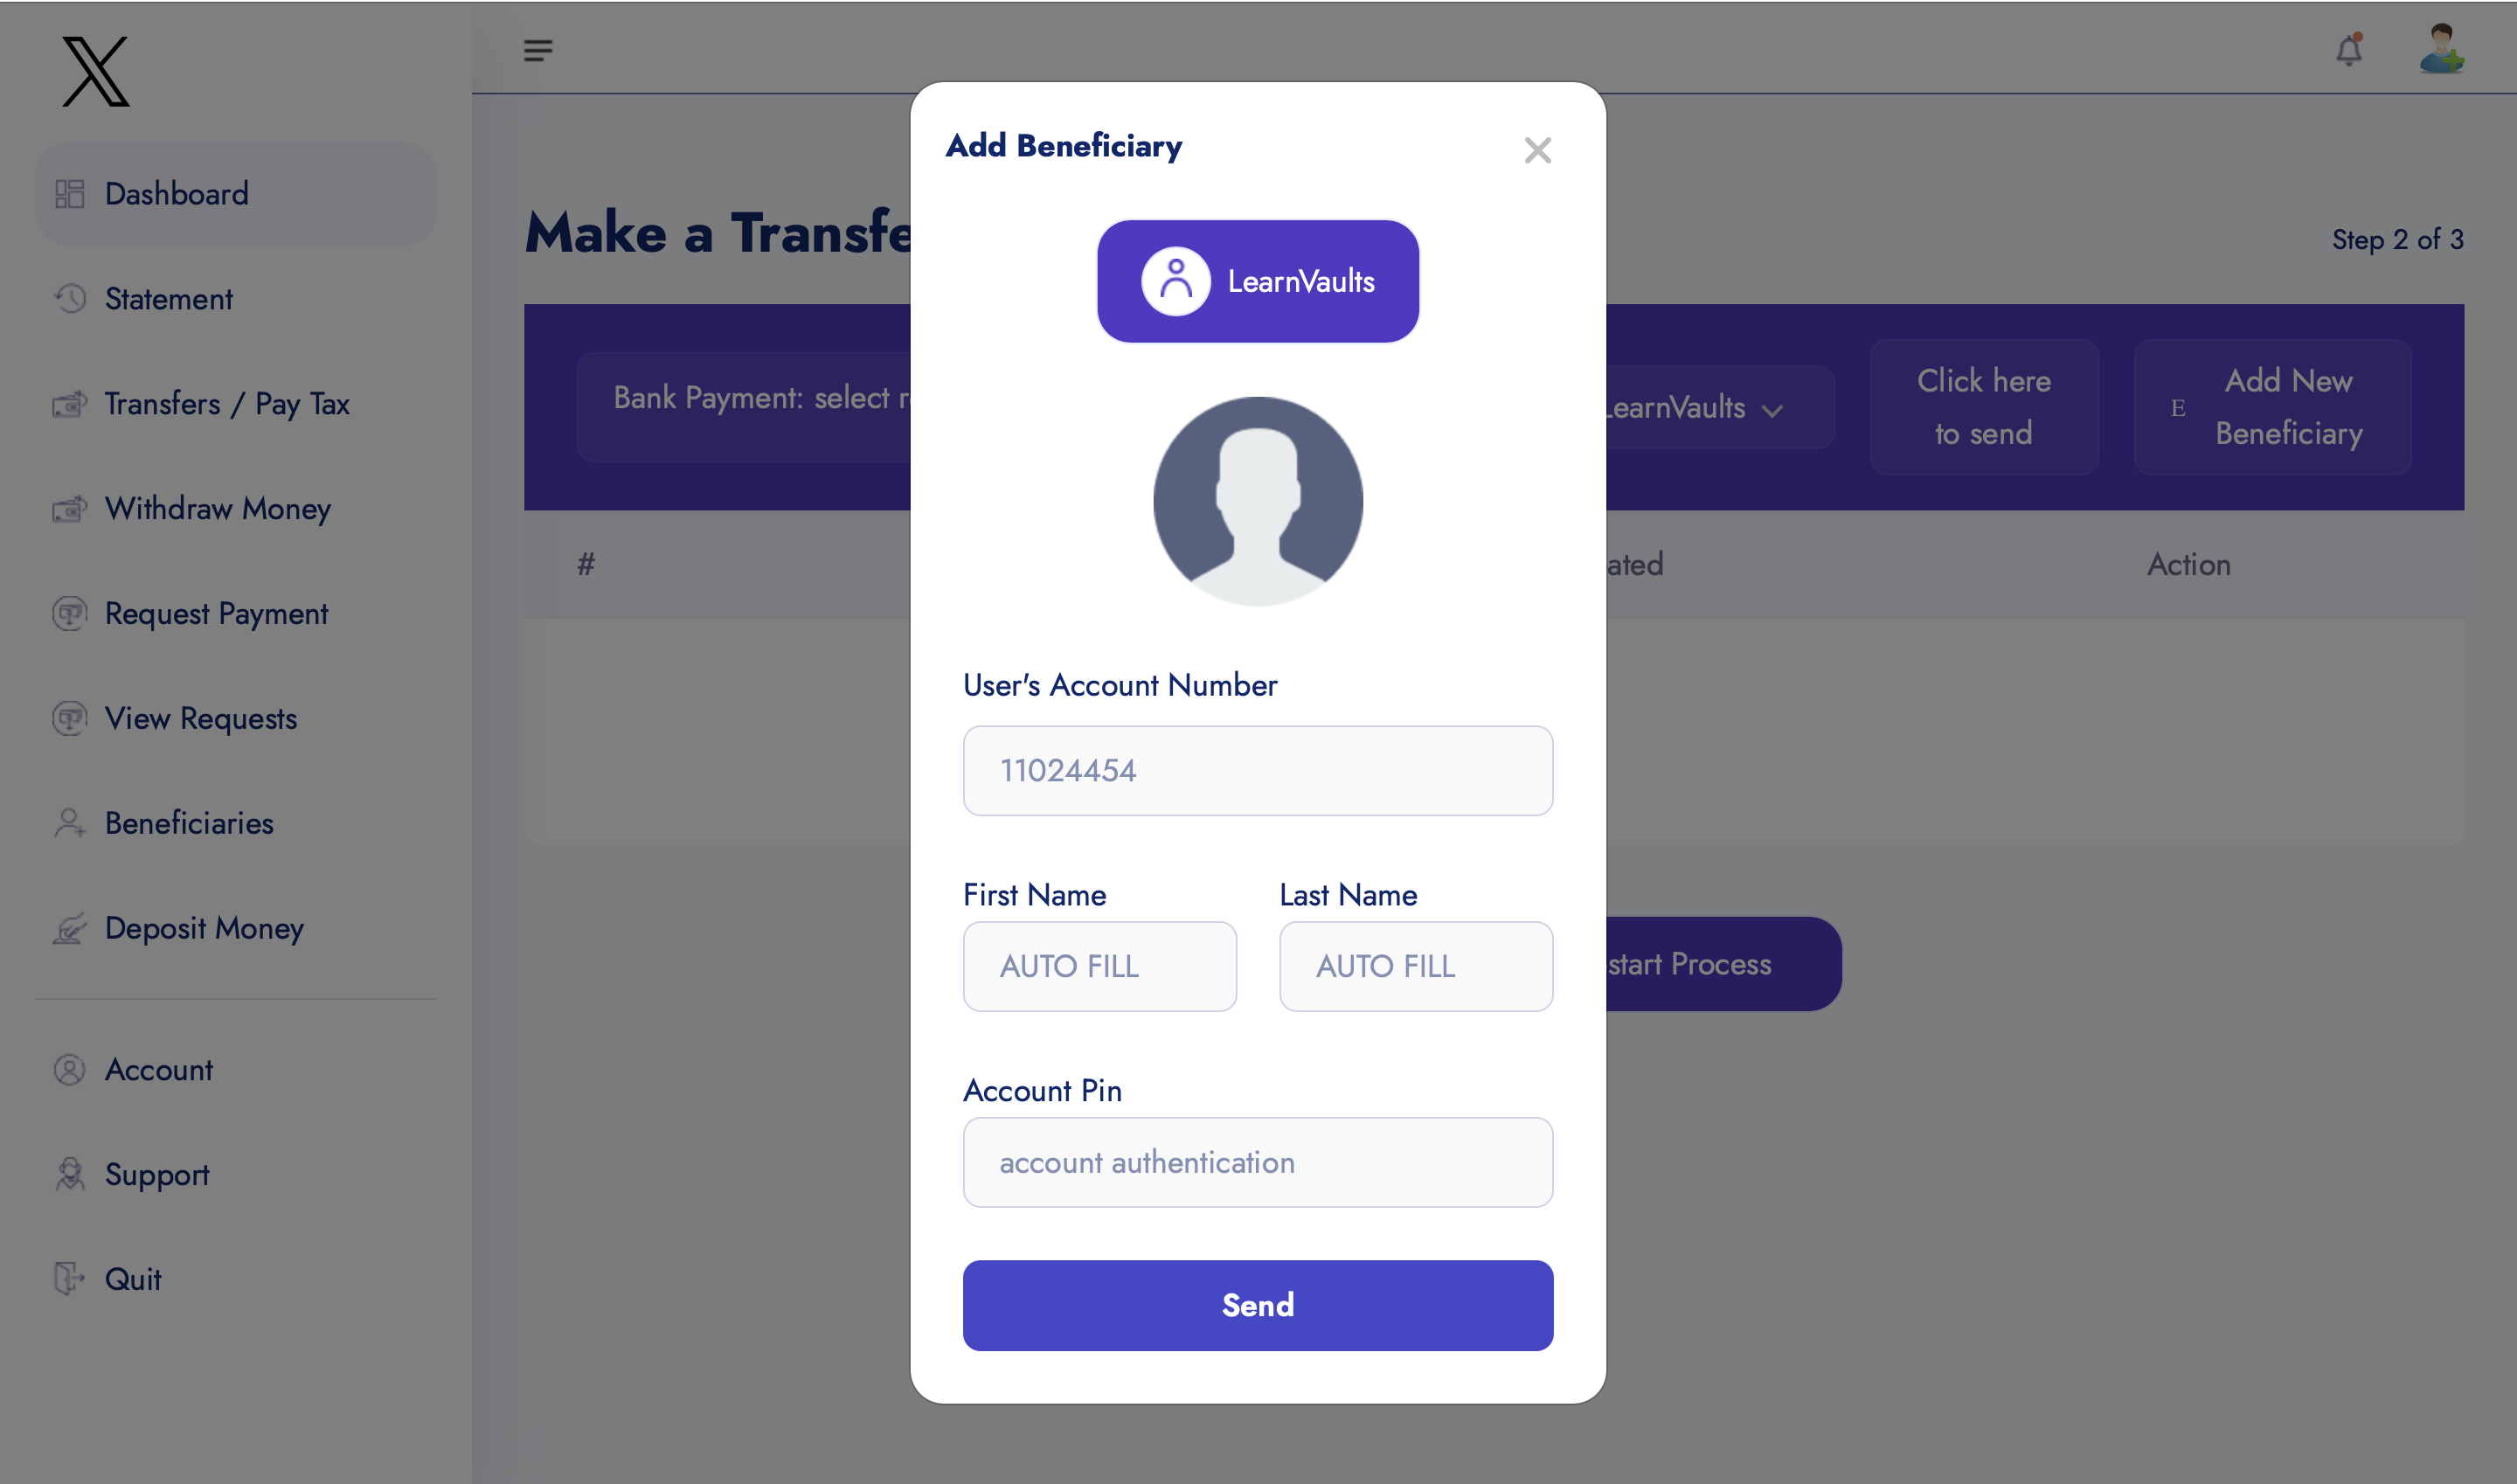 Dashboard
Statement
Transfers / Pay Tax
Withdraw Money
Request Payment
View Requests
Beneficiaries
Deposit Money
Account
Support
Quit
Make a Transfe
Step 2 of 3
Bank Payment: select r
LearnVaults
Click here
to send
E
Add New
Beneficiary
#
ated
Action
start Process
Add Beneficiary
LearnVaults
User's Account Number
11024454
First Name
Last Name
AUTO FILL
AUTO FILL
Account Pin
account authentication
Send